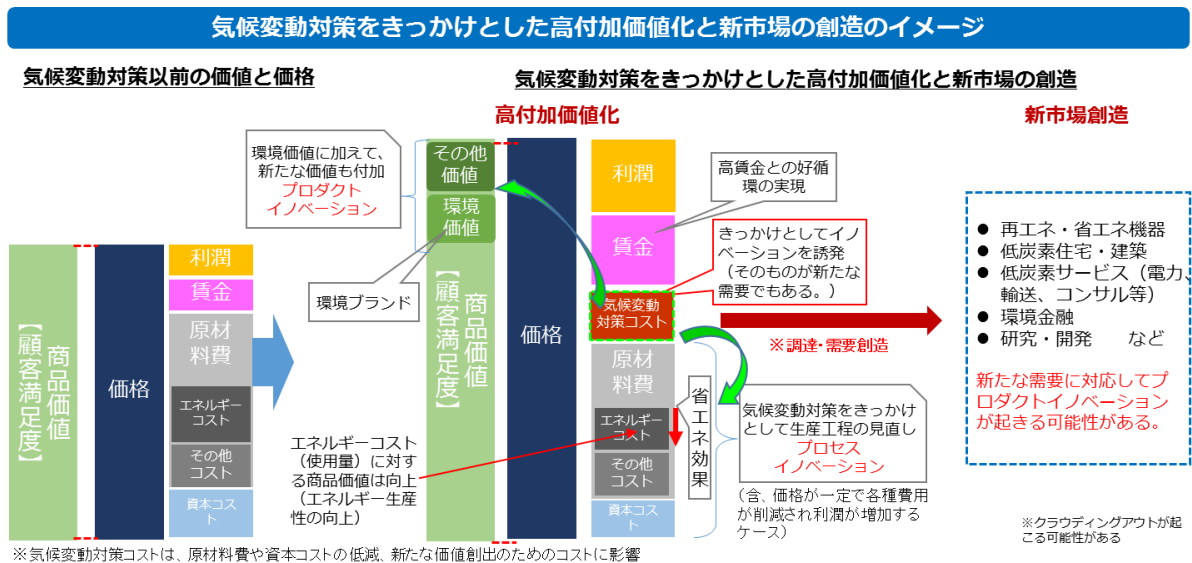 気候変動対策をきっかけとした高付加価値化と新市場の創造のイメージ
気候変動対策以前の価値と価格
商品価値
【顧客満足度】
価格
利潤
賃金
原材
料費
エネルギー
コスト
その他
コスト
資本コス
ト
気候変動対策をきっかけとした高付加価値化と新市場の創造
高付加価値化
環境価値に加えて、
新たな価値も付加
プロダクト
イノベーション
環境ブランド
その他
価値
環境
価値
商品価値
【顧客満足度】
価格
利潤
賃金
気候変動
対策コスト
原材
料費
エネルギー
コスト
その他
コスト
資本コス
ト
エネルギーコスト
（使用量）に対す
る商品価値は向上
（エネルギー生産
性の向上）
高賃金との好循
環の実現
きっかけとしてイノ
ベーションを誘発
（そのものが新たな
需要でもある。）
※調達・需要創造
省エネ効果
気候変動対策をきっかけ
として生産工程の見直し
プロセス
イノベーション
（含、価格が一定で各種費用
が削減され利潤が増加する
ケース）
新市場創造
● 再エネ・省エネ機器
● 低炭素住宅・建築
● 低炭素サービス（電力、
輸送、コンサル等）
● 環境金融
● 研究・開発　など
新たな需要に対応してプ
ロダクトイノベーション
が起きる可能性がある。
※クラウディングアウトが起
こる可能性がある
※気候変動対策コストは、原材料費や資本コストの低減、新たな価値創出のためのコストに影響